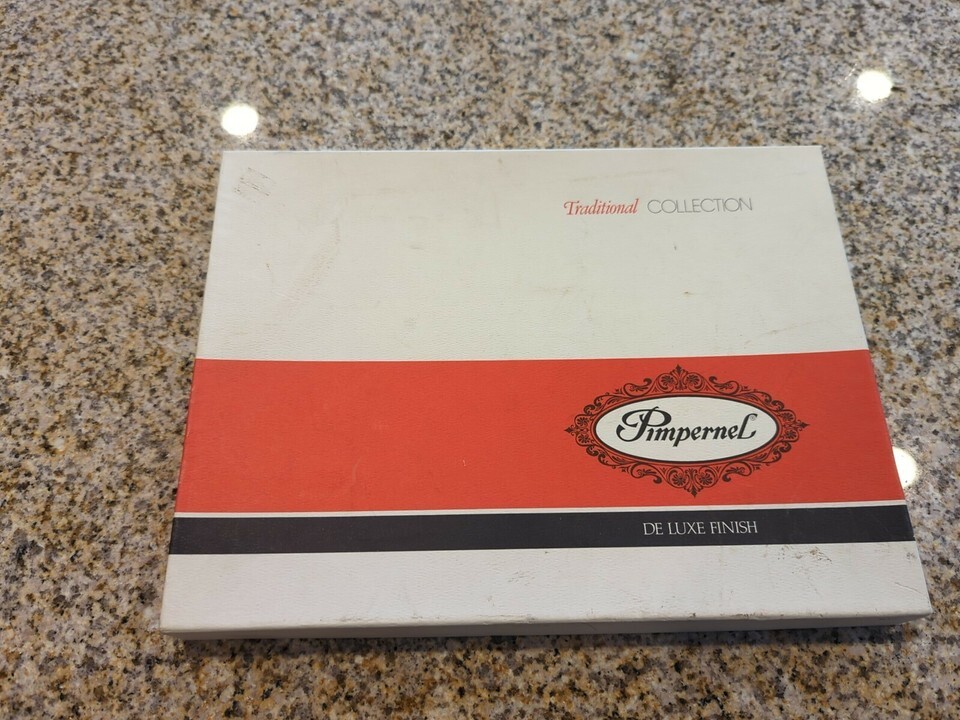 Traditional COLLECTION
Pimpernel
DE LUXE FINISH